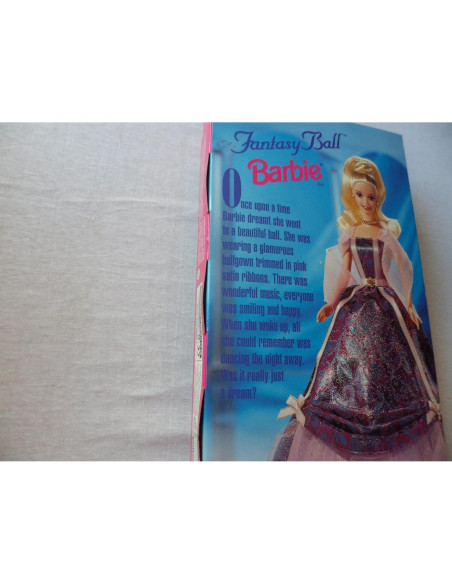 Fantasy Ball™
Barbie
Once upon a time
Barbie dreamt she went
to a beautiful ball. She was
wearing a glamorous
ballgown trimmed in pink
satin ribbons. There was
wonderful music, everyone
was smiling and happy.
When she woke up, all
she could remember was
dancing the night away.
Was it really just
a dream?